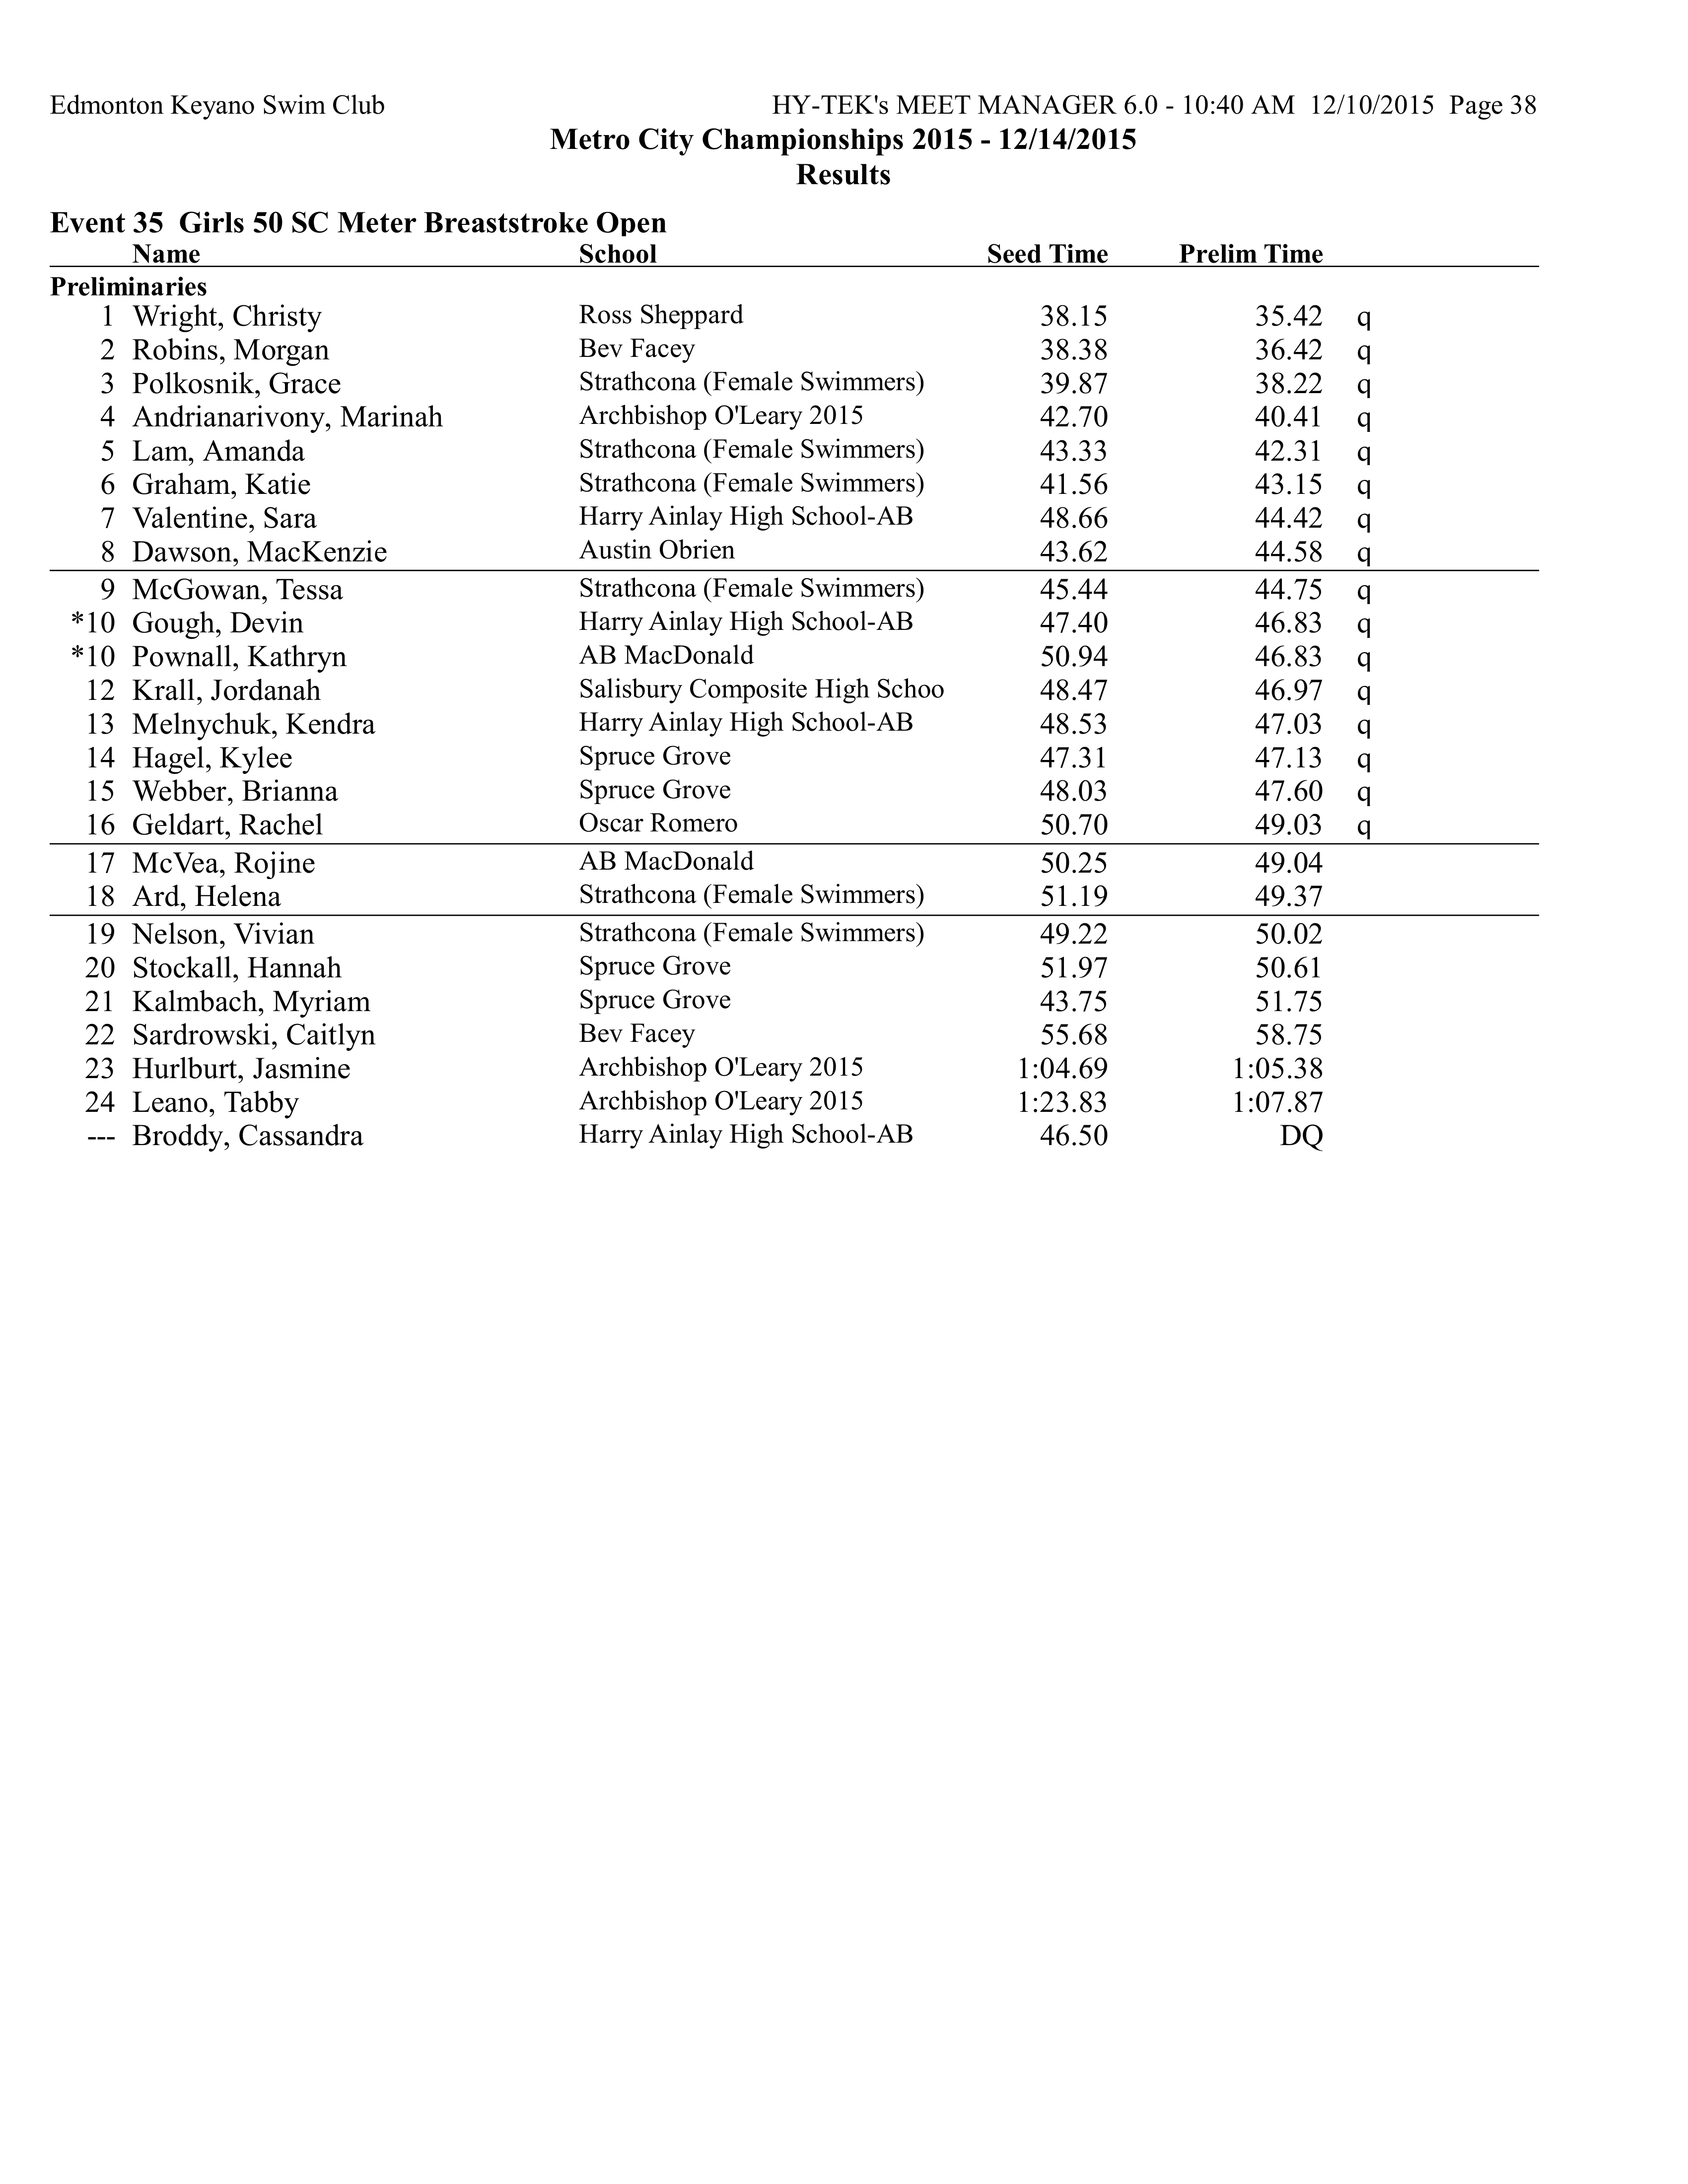 Edmonton Keyano Swim Club HY-TEK's MEET MANAGER 6.0 - 10:40 AM 12/10/2015 Page 38
Metro City Championships 2015 - 12/14/2015
Results
Event 35 Girls 50 SC Meter Breaststroke Open
Name School Seed Time Prelim Time
Preliminaries
1 Wright, Christy Ross Sheppard 38.15 35.42 q
2 Robins, Morgan Bev Facey 38.38 36.42 q
3 Polkosnik, Grace Strathcona (Female Swimmers) 39.87 38.22 q
4 Andrianarivony, Marinah Archbishop O'Leary 2015 42.70 40.41 q
5 Lam, Amanda Strathcona (Female Swimmers) 43.33 42.31 q
6 Graham, Katie Strathcona (Female Swimmers) 41.56 43.15 q
7 Valentine, Sara Harry Ainlay High School-AB 48.66 44.42 q
8 Dawson, MacKenzie Austin Obrien 43.62 44.58 q
9 McGowan, Tessa Strathcona (Female Swimmers) 45.44 44.75 q
*10 Gough, Devin Harry Ainlay High School-AB 47.40 46.83 q
*10 Pownall, Kathryn AB MacDonald 50.94 46.83 q
12 Krall, Jordanah Salisbury Composite High Schoo 48.47 46.97 q
13 Melnychuk, Kendra Harry Ainlay High School-AB 48.53 47.03 q
14 Hagel, Kylee Spruce Grove 47.31 47.13 q
15 Webber, Brianna Spruce Grove 48.03 47.60 q
16 Geldart, Rachel Oscar Romero 50.70 49.03 q
17 McVea, Rojine AB MacDonald 50.25 49.04
18 Ard, Helena Strathcona (Female Swimmers) 51.19 49.37
19 Nelson, Vivian Strathcona (Female Swimmers) 49.22 50.02
20 Stockall, Hannah Spruce Grove 51.97 50.61
21 Kalmbach, Myriam Spruce Grove 43.75 51.75
22 Sardrowski, Caitlyn Bev Facey 55.68 58.75
23 Hurlburt, Jasmine Archbishop O'Leary 2015 1:04.69 1:05.38
24 Leano, Tabby Archbishop O'Leary 2015 1:23.83 1:07.87
--- Broddy, Cassandra Harry Ainlay High School-AB 46.50 DQ